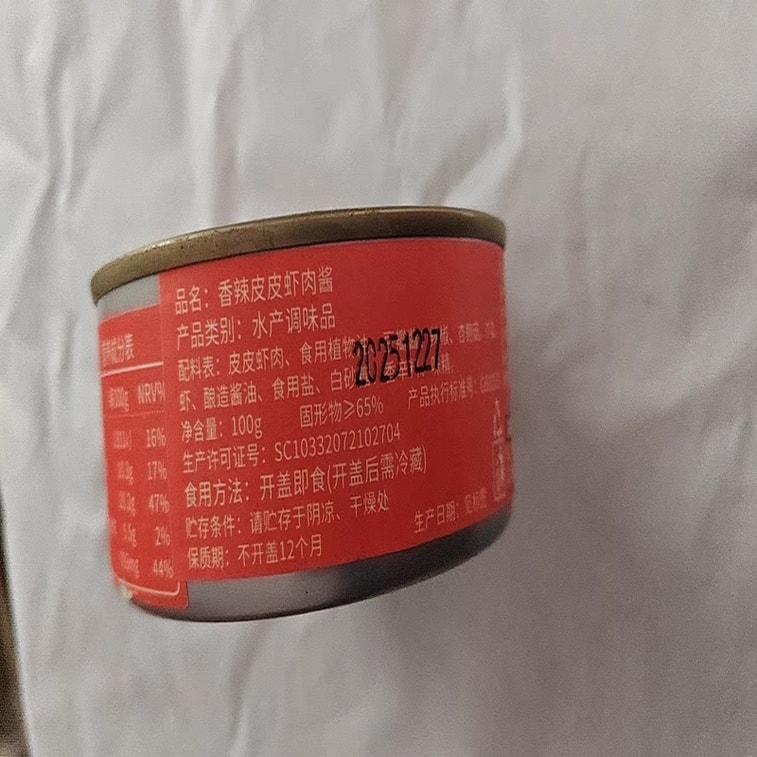 品名：香辣皮皮虾肉酱
产品类别：水产调味品
配料表：皮皮虾肉、食用植物
20251227
虾、酿造酱油、食用盐、白砂
净含量：100g 固形物≥65% 产品执行标准号：
生产许可证号：SC10332072102704
食用方法：开盖即食(开盖后需冷藏)
贮存条件：请贮存于阴凉、干燥处
保质期：不开盖12个月 生产日期：
成分表
NRV%
16%
17%
47%
2%
44%